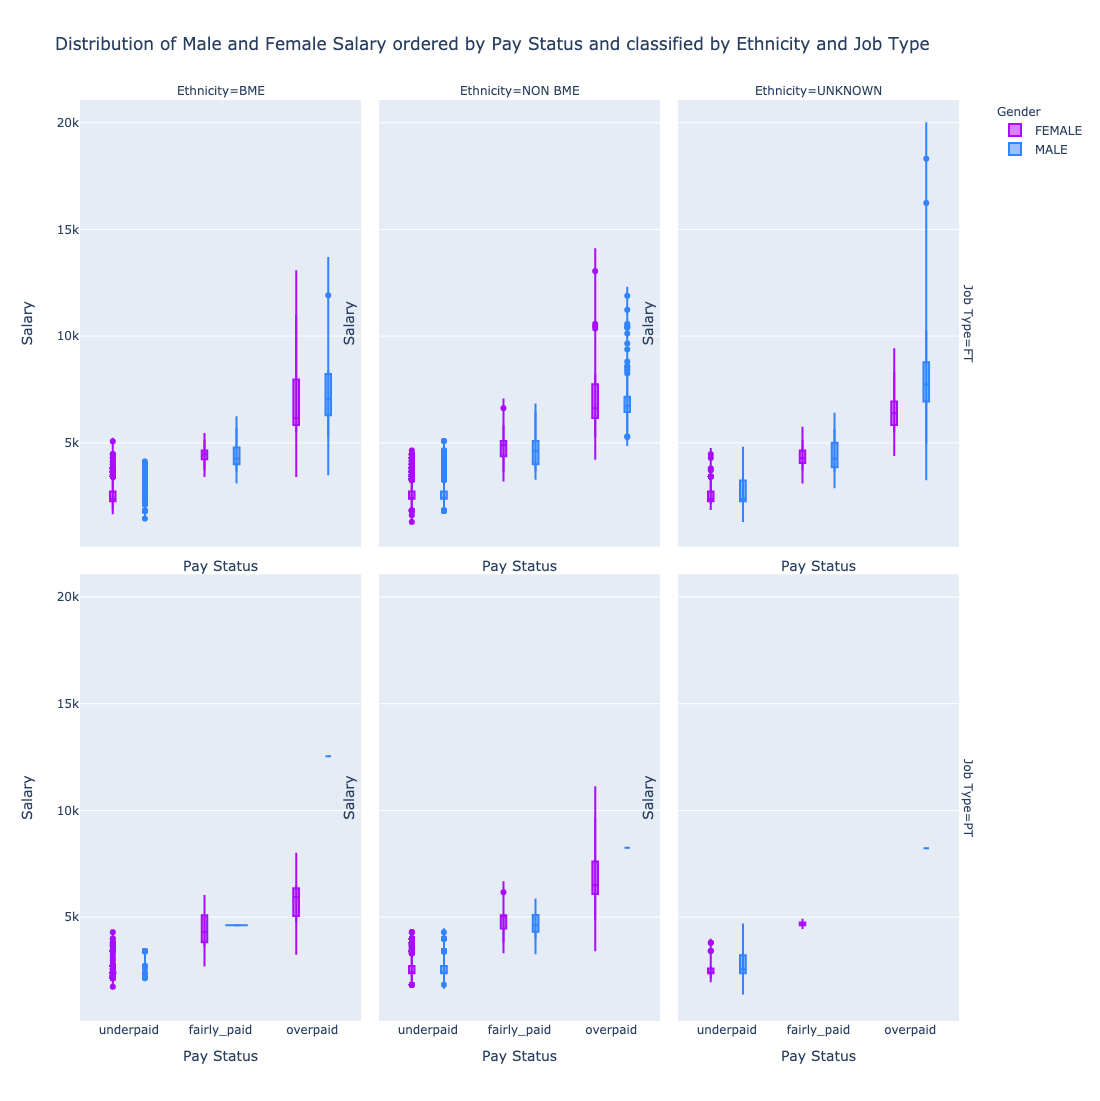 Distribution of Male and Female Salary ordered by Pay Status and classified by Ethnicity and Job Type
Ethnicity=BME
Ethnicity=NON BME
Ethnicity=UNKNOWN
Gender
FEMALE
MALE
20k
15k
10k
5k
Salary
Salary
Salary
Job Type=FT
Pay Status
Pay Status
Pay Status
20k
15k
10k
5k
Salary
Salary
Salary
Job Type=PT
underpaid fairly_paid overpaid
underpaid fairly_paid overpaid
underpaid fairly_paid overpaid
Pay Status
Pay Status
Pay Status